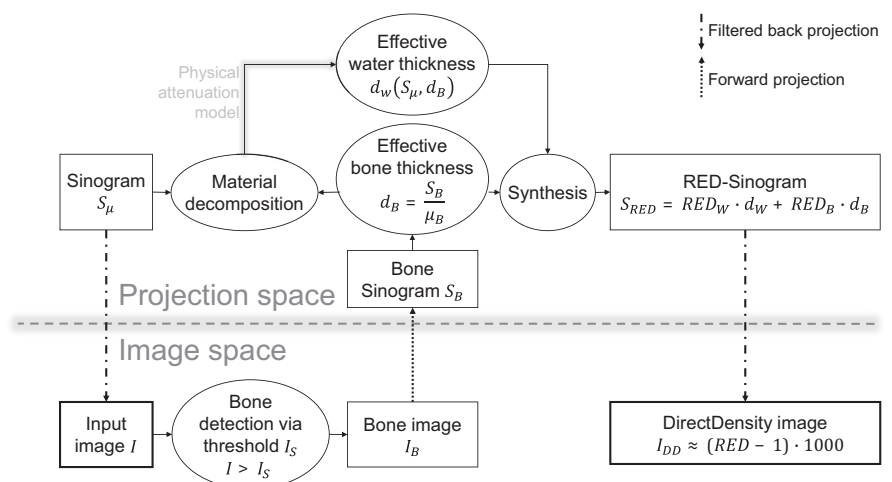 Effective
water thickness
d_w(S_μ, d_B)
Filtered back projection
Forward projection
Physical
attenuation
model
Sinogram
S_μ
Material
decomposition
Effective
bone thickness
d_B = S_B / μ_B
Synthesis
RED-Sinogram
S_RED = RED_W · d_W + RED_B · d_B
Bone
Sinogram S_B
Projection space
Image space
Input
image I
Bone
detection via
threshold I_S
I > I_S
Bone image
I_B
DirectDensity image
I_DD ≈ (RED − 1) · 1000